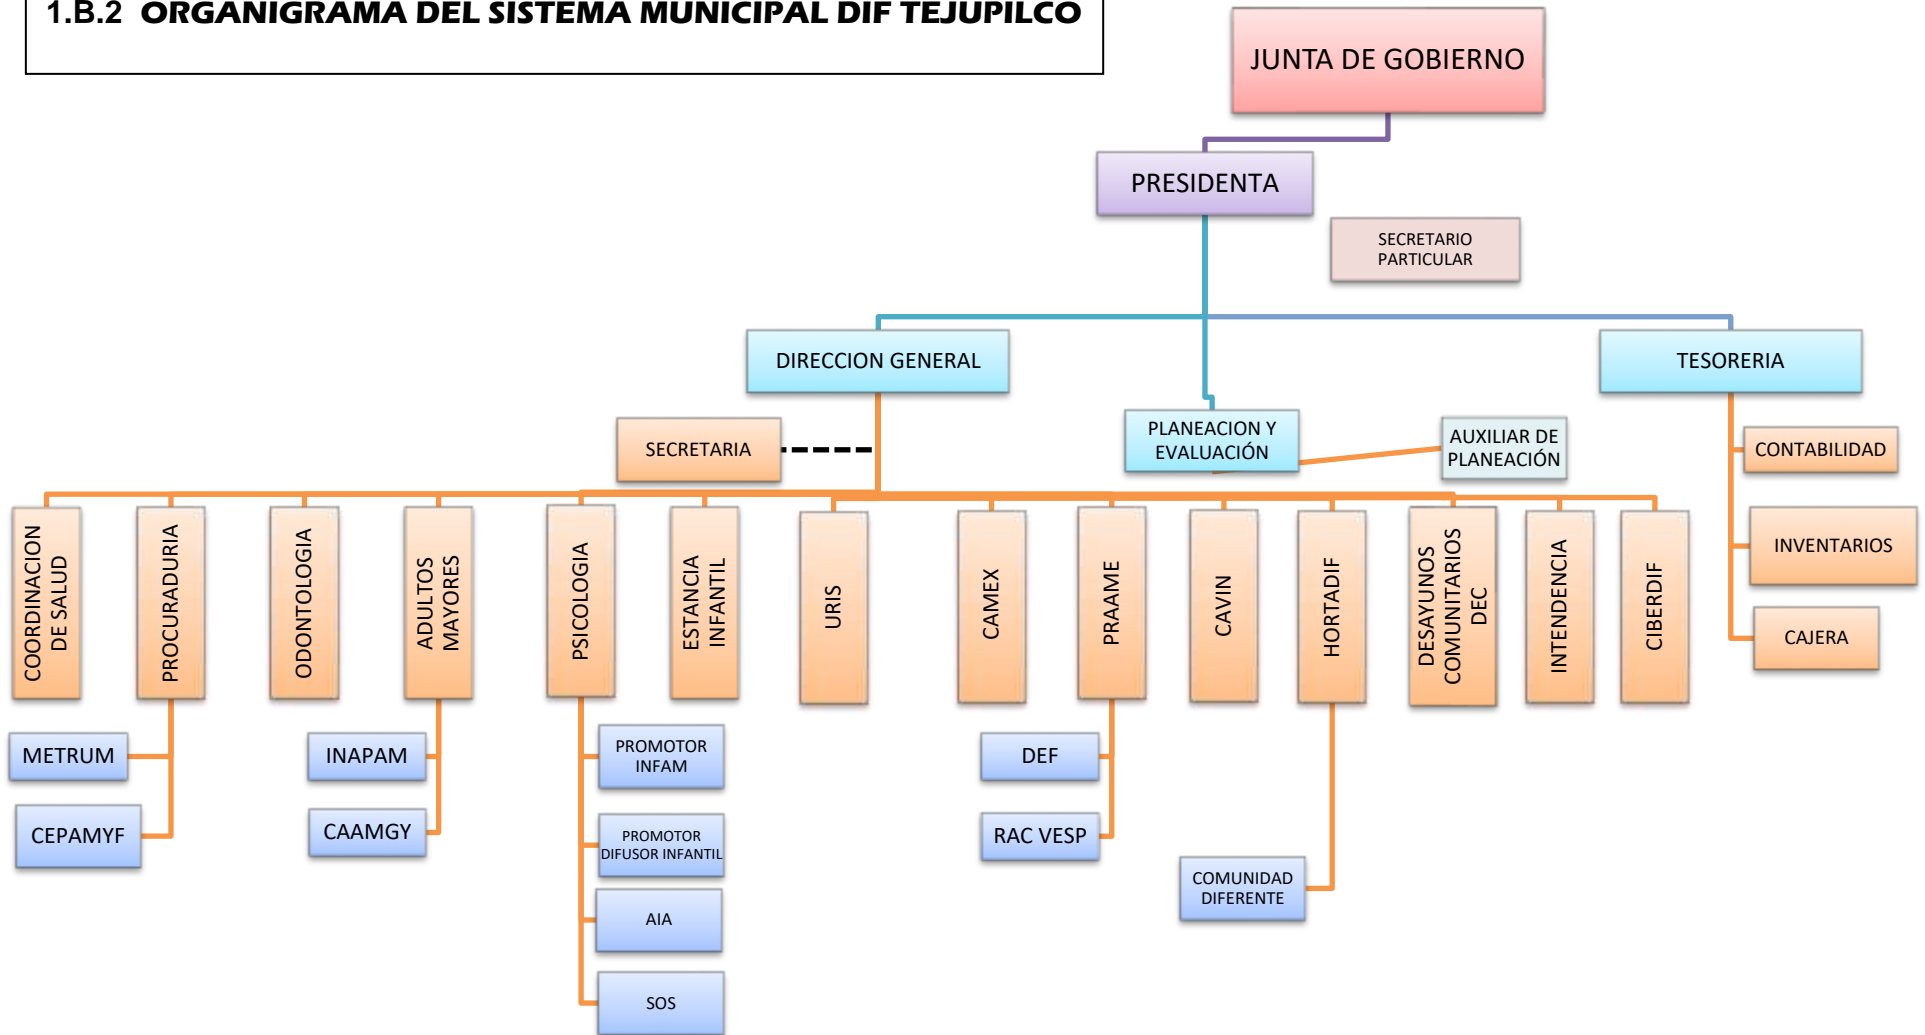 1.B.2 ORGANIGRAMA DEL SISTEMA MUNICIPAL DIF TEJUPILCO
JUNTA DE GOBIERNO
PRESIDENTA
SECRETARIO
PARTICULAR
DIRECCION GENERAL
TESORERIA
SECRETARIA
PLANEACION Y
EVALUACIÓN
AUXILIAR DE
PLANEACIÓN
CONTABILIDAD
INVENTARIOS
CAJERA
COORDINACION
DE SALUD
PROCURADURIA
ODONTOLOGIA
ADULTOS
MAYORES
PSICOLOGIA
ESTANCIA
INFANTIL
URIS
CAMEX
PRAAME
CAVIN
HORTADIF
DESAYUNOS
COMUNITARIOS
DEC
INTENDENCIA
CIBERDIF
METRUM
CEPAMYF
INAPAM
CAAMGY
PROMOTOR
INFAM
PROMOTOR
DIFUSOR INFANTIL
AIA
SOS
DEF
RAC VESP
COMUNIDAD
DIFERENTE